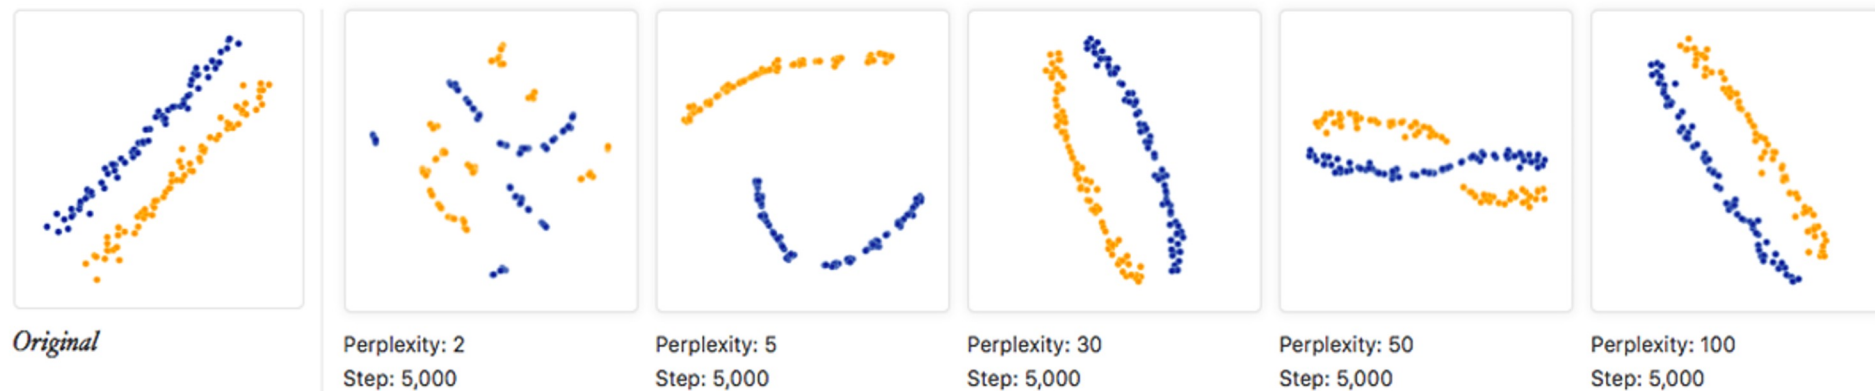 Original
Perplexity: 2
Step: 5,000
Perplexity: 5
Step: 5,000
Perplexity: 30
Step: 5,000
Perplexity: 50
Step: 5,000
Perplexity: 100
Step: 5,000